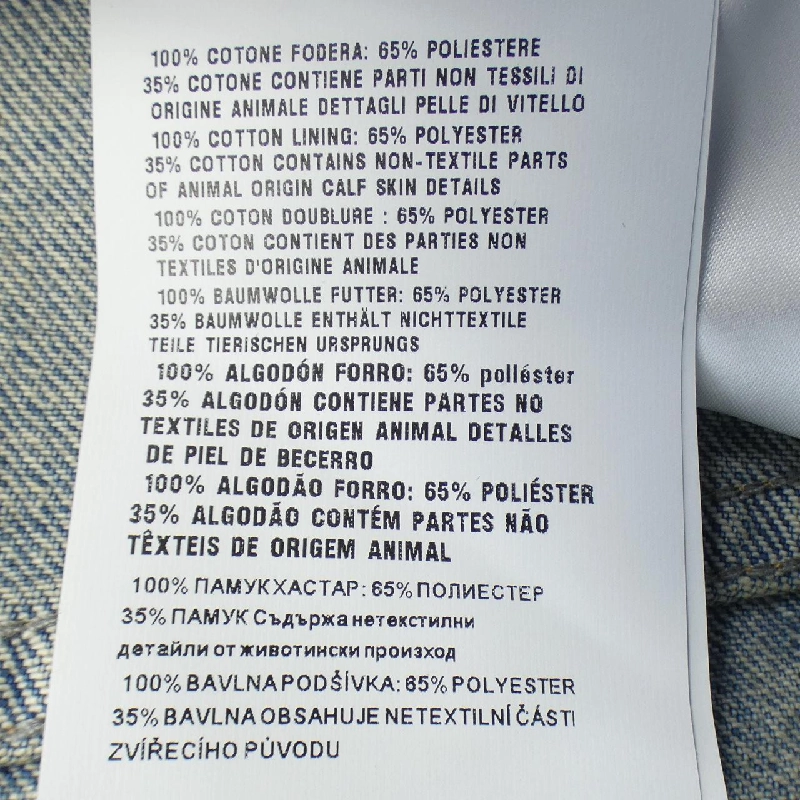 100% COTONE FODERA: 65% POLIESTERE
35% COTONE CONTIENE PARTI NON TESSILI DI
ORIGINE ANIMALE DETTAGLI PELLE DI VITELLO
100% COTTON LINING: 65% POLYESTER
35% COTTON CONTAINS NON-TEXTILE PARTS
OF ANIMAL ORIGIN CALF SKIN DETAILS
100% COTON DOUBLURE : 65% POLYESTER
35% COTON CONTIENT DES PARTIES NON
TEXTILES D'ORIGINE ANIMALE
100% BAUMWOLLE FUTTER: 65% POLYESTER
35% BAUMWOLLE ENTHÄLT NICHTTEXTILE
TEILE TIERISCHEN URSPRUNGS
100% ALGODÓN FORRO: 65% poliéster
35% ALGODÓN CONTIENE PARTES NO
TEXTILES DE ORIGEN ANIMAL DETALLES
DE PIEL DE BECERRO
100% ALGODÃO FORRO: 65% POLIÉSTER
35% ALGODÃO CONTÉM PARTES NÃO
TÊXTEIS DE ORIGEM ANIMAL
100% ПАМУК ХАСТАР: 65% ПОЛИЕСТЕР
35% ПАМУК Съдържа нетекстилни
детайли от животински произход
100% BAVLNA PODŠÍVKA: 65% POLYESTER
35% BAVLNA OBSAHUJE NETEXTILNÍ ČÁSTI
ZVÍŘECÍHO PŮVODU